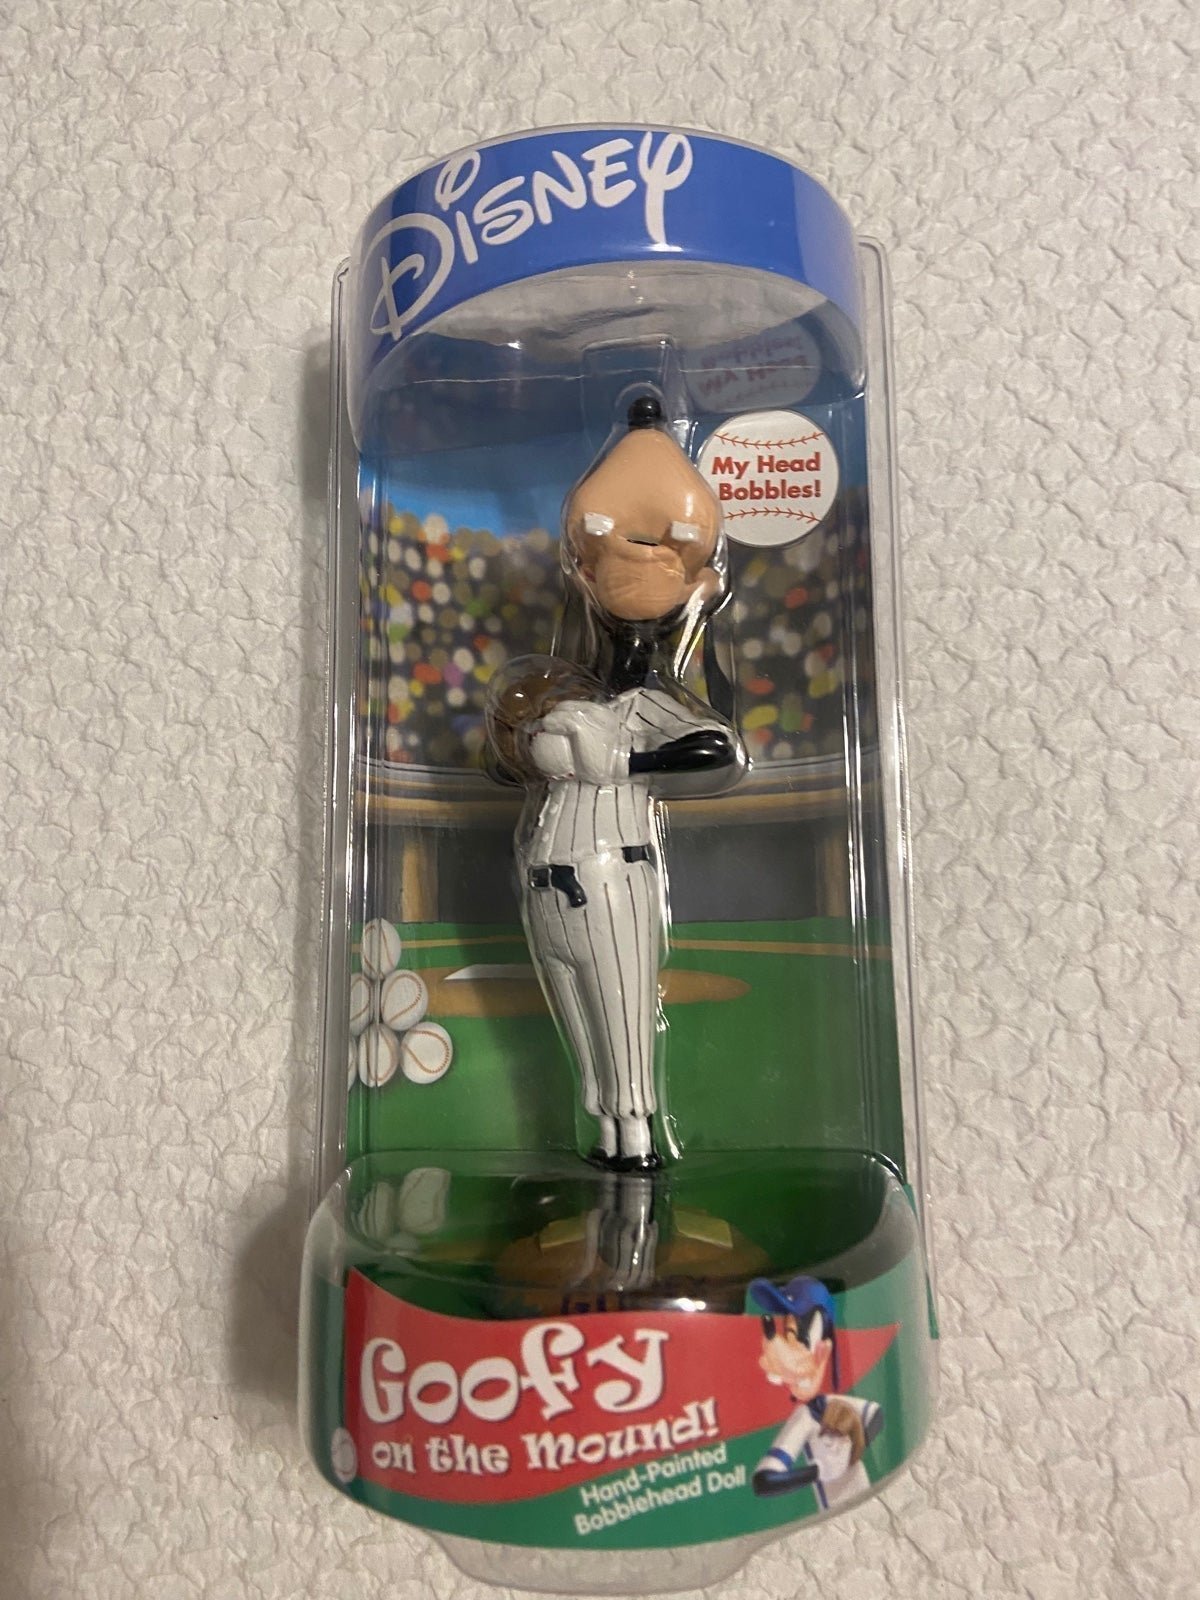 Disney
My Head
Bobbles!
Goofy
on the Mound!
Hand-Painted
Bobblehead Doll